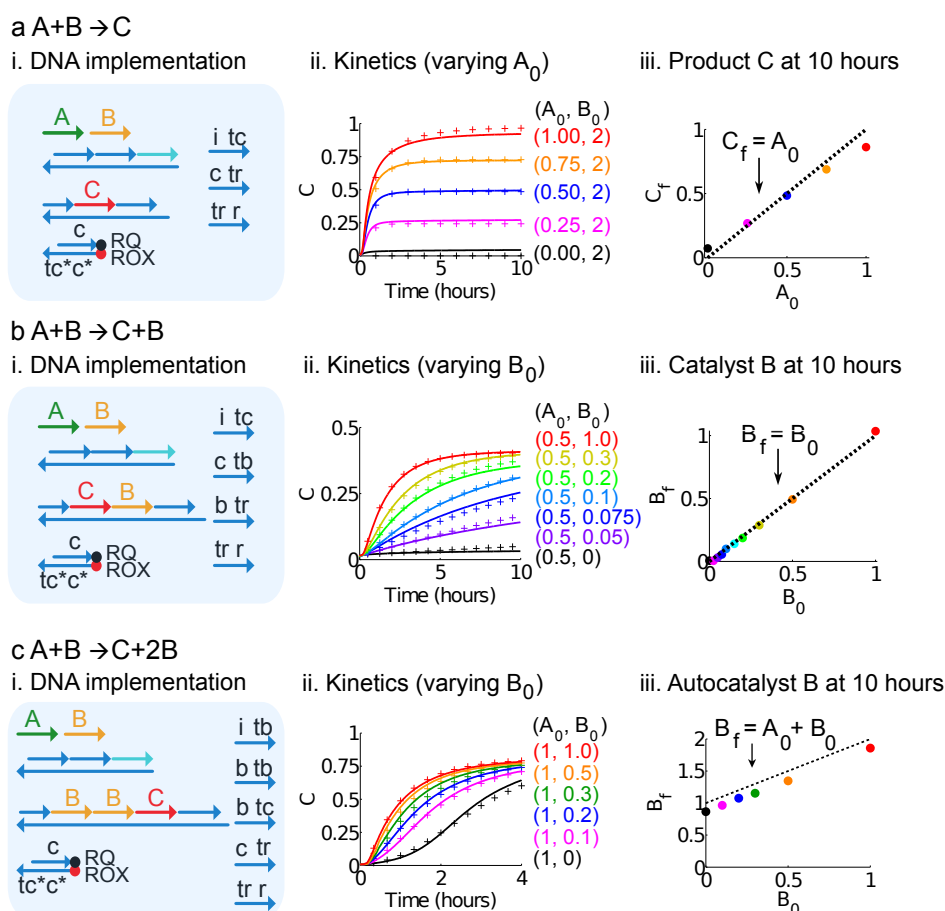 a A+B→C
i. DNA implementation
A B
i tc
c tr
C
tr r
c
RQ
ROX
tc*c*
ii. Kinetics (varying A₀)
(A₀, B₀)
1
(1.00, 2)
0.75
(0.75, 2)
C
0.5
(0.50, 2)
0.25
(0.25, 2)
0
(0.00, 2)
0 5 10
Time (hours)
iii. Product C at 10 hours
1
C_f = A₀
C_f
0.5
0
0 0.5 1
A₀
b A+B→C+B
i. DNA implementation
A B
i tc
c tb
C B
b tr
c
RQ
ROX
tc*c*
tr r
ii. Kinetics (varying B₀)
(A₀, B₀)
0.5
(0.5, 1.0)
(0.5, 0.3)
(0.5, 0.2)
C
0.25
(0.5, 0.1)
(0.5, 0.075)
(0.5, 0.05)
0
(0.5, 0)
0 5 10
Time (hours)
iii. Catalyst B at 10 hours
1
B_f = B₀
B_f
0.5
0
0 0.5 1
B₀
c A+B→C+2B
i. DNA implementation
A B
i tb
b tb
B B C
b tc
c
RQ
ROX
tc*c*
c tr
tr r
ii. Kinetics (varying B₀)
(A₀, B₀)
1
(1, 1.0)
0.75
(1, 0.5)
C
0.5
(1, 0.3)
(1, 0.2)
0.25
(1, 0.1)
0
(1, 0)
0 2 4
Time (hours)
iii. Autocatalyst B at 10 hours
B_f = A₀ + B₀
2
1.5
B_f
1
0.5
0
0 0.5 1
B₀